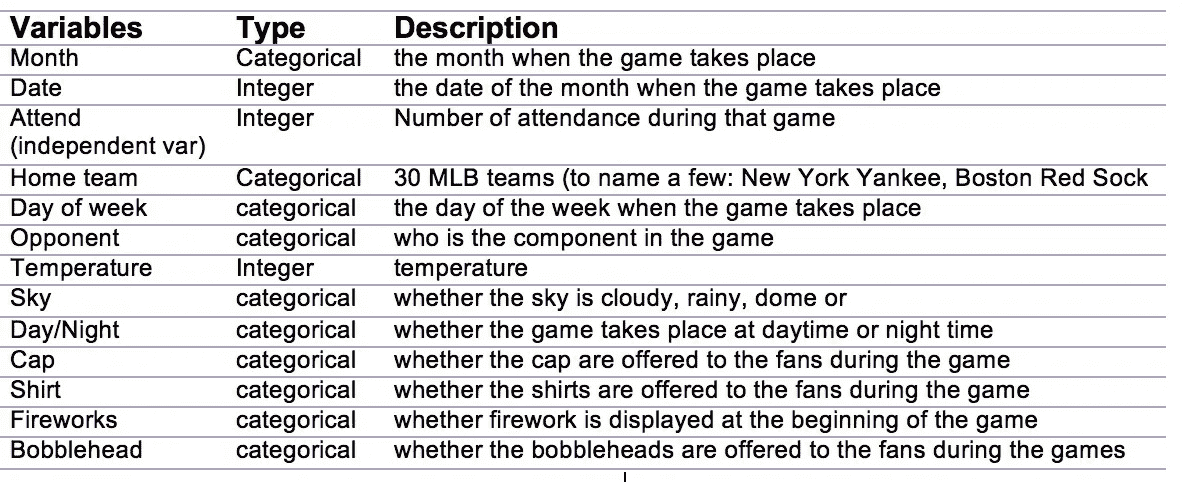 Variables Type Description
Month Categorical the month when the game takes place
Date Integer the date of the month when the game takes place
Attend Integer Number of attendance during that game
(independent var)
Home team Categorical 30 MLB teams (to name a few: New York Yankee, Boston Red Sock
Day of week categorical the day of the week when the game takes place
Opponent categorical who is the component in the game
Temperature Integer temperature
Sky categorical whether the sky is cloudy, rainy, dome or
Day/Night categorical whether the game takes place at daytime or night time
Cap categorical whether the cap are offered to the fans during the game
Shirt categorical whether the shirts are offered to the fans during the game
Fireworks categorical whether firework is displayed at the beginning of the game
Bobblehead categorical whether the bobbleheads are offered to the fans during the games